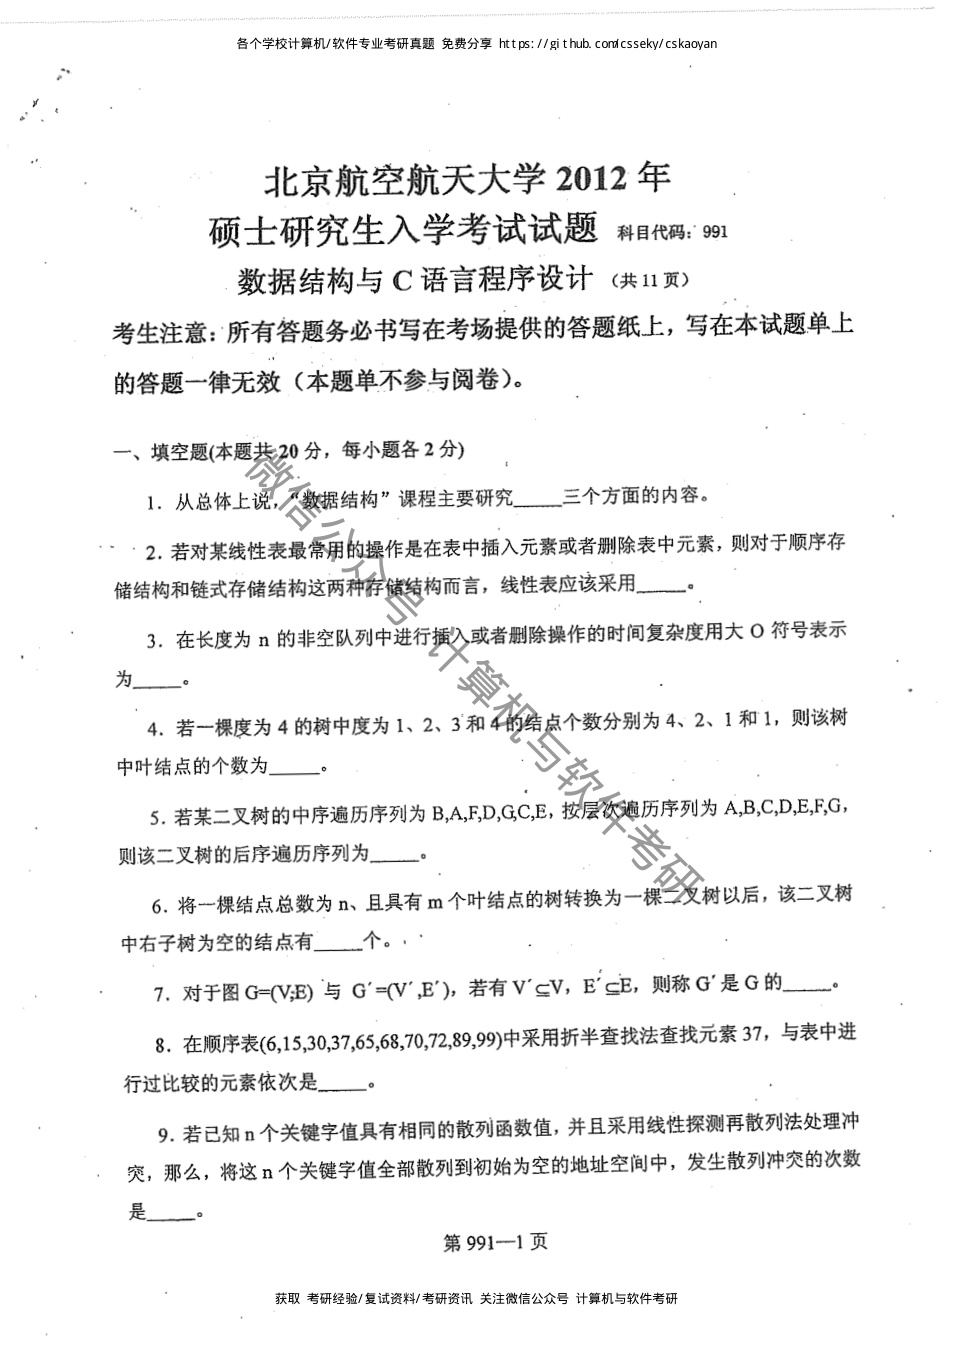 各个学校计算机/软件专业考研真题 免费分享 https://github.com/csseky/cskaoyan
北京航空航天大学 2012 年
硕士研究生入学考试试题 科目代码: 991
数据结构与 C 语言程序设计 (共 11 页)
考生注意:所有答题务必书写在考场提供的答题纸上,写在本试题单上
的答题一律无效(本题单不参与阅卷)。
一、填空题(本题共 20 分,每小题各 2 分)
1. 从总体上说,“数据结构”课程主要研究_____三个方面的内容。
2. 若对某线性表最常用的操作是在表中插入元素或者删除表中元素,则对于顺序存
储结构和链式存储结构这两种存储结构而言,线性表应该采用_____。
3. 在长度为 n 的非空队列中进行插入或者删除操作的时间复杂度用大 O 符号表示
为_____。
4. 若一棵度为 4 的树中度为 1、2、3 和 4 的结点个数分别为 4、2、1 和 1,则该树
中叶结点的个数为_____。
5. 若某二叉树的中序遍历序列为 B,A,F,D,G,C,E,按层次遍历序列为 A,B,C,D,E,F,G,
则该二叉树的后序遍历序列为_____。
6. 将一棵结点总数为 n、且具有 m 个叶结点的树转换为一棵二叉树以后,该二叉树
中右子树为空的结点有_____个。
7. 对于图 G=(V,E) 与 G´=(V´,E´),若有 V´⊆V,E´⊆E,则称 G´是 G 的_____。
8. 在顺序表(6,15,30,37,65,68,70,72,89,99)中采用折半查找法查找元素 37,与表中进
行过比较的元素依次是_____。
9. 若已知 n 个关键字值具有相同的散列函数值,并且采用线性探测再散列法处理冲
突,那么,将这 n 个关键字值全部散列到初始为空的地址空间中,发生散列冲突的次数
是_____。
微信公众号 计算机与软件考研
第 991—1 页
获取 考研经验/复试资料/考研资讯 关注微信公众号 计算机与软件考研